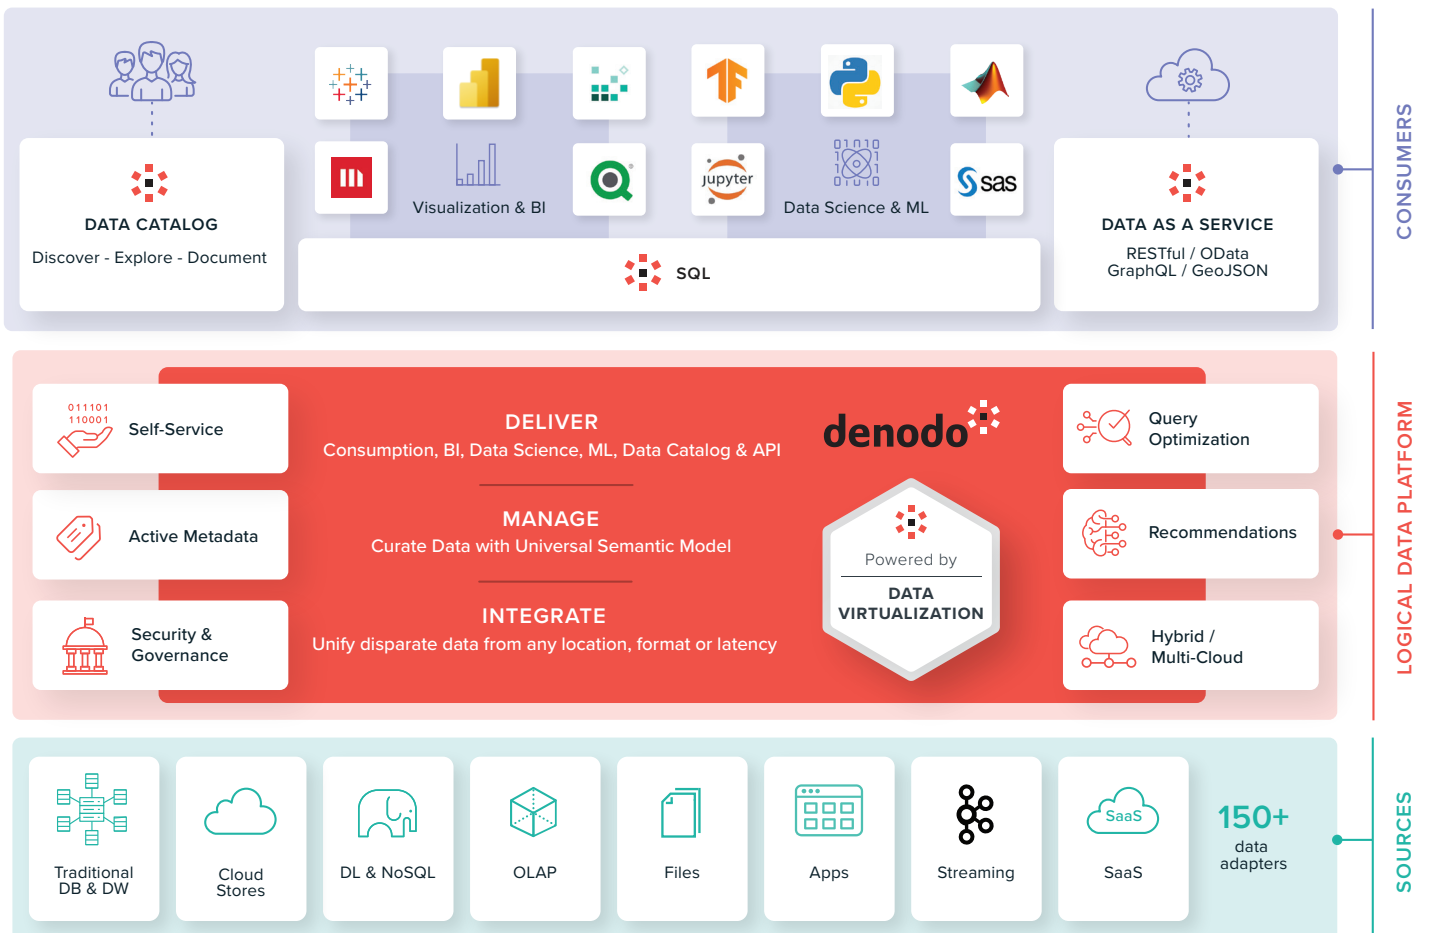 CONSUMERS
DATA CATALOG
Discover - Explore - Document
Visualization & BI
jupyter
Data Science & ML
sas
SQL
DATA AS A SERVICE
RESTful / OData
GraphQL / GeoJSON
LOGICAL DATA PLATFORM
011101
110001
Self-Service
Active Metadata
Security &
Governance
DELIVER
Consumption, BI, Data Science, ML, Data Catalog & API
MANAGE
Curate Data with Universal Semantic Model
INTEGRATE
Unify disparate data from any location, format or latency
denodo
Powered by
DATA
VIRTUALIZATION
Query
Optimization
Recommendations
Hybrid /
Multi-Cloud
SOURCES
Traditional
DB & DW
Cloud
Stores
DL & NoSQL
OLAP
Files
Apps
Streaming
SaaS
SaaS
150+
data
adapters